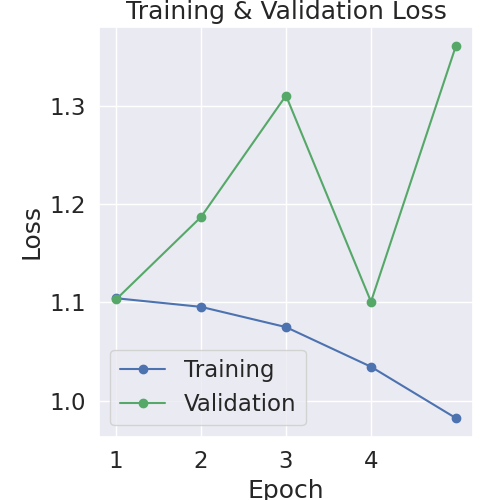 Training & Validation Loss
Loss
1.3
1.2
1.1
1.0
Training
Validation
1 2 3 4
Epoch